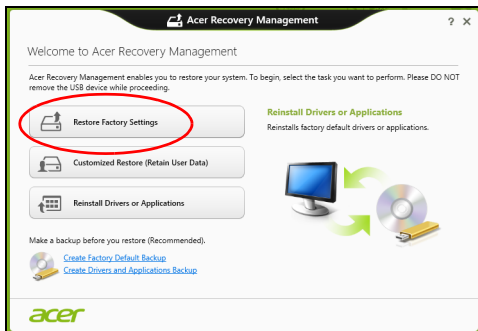 Acer Recovery Management
? X
Welcome to Acer Recovery Management
Acer Recovery Management enables you to restore your system. To begin, select the task you want to perform. Please DO NOT
remove the USB device while proceeding.
Restore Factory Settings
Reinstall Drivers or Applications
Reinstalls factory default drivers or applications.
Customized Restore (Retain User Data)
Reinstall Drivers or Applications
Make a backup before you restore (Recommended).
Create Factory Default Backup
Create Drivers and Applications Backup
acer